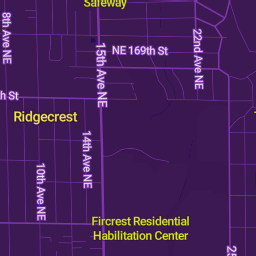 Safeway
8th Ave NE
15th Ave NE
NE 169th St
22nd Ave NE
h St
Ridgecrest
14th Ave NE
10th Ave NE
Fircrest Residential
Habilitation Center
25